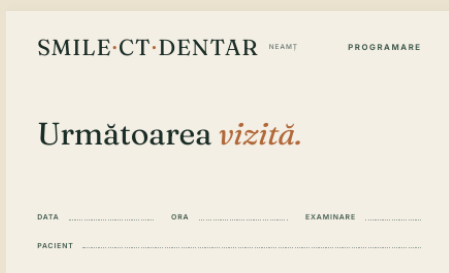 SMILE·CT·DENTAR NEAMȚ PROGRAMARE
Următoarea vizită.
DATA ORA EXAMINARE
PACIENT